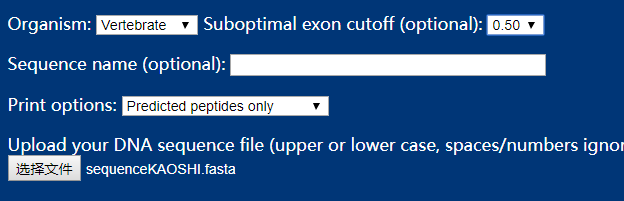 Organism: Vertebrate Suboptimal exon cutoff (optional): 0.50
Sequence name (optional):
Print options: Predicted peptides only
Upload your DNA sequence file (upper or lower case, spaces/numbers ignor
选择文件 sequenceKAOSHI.fasta